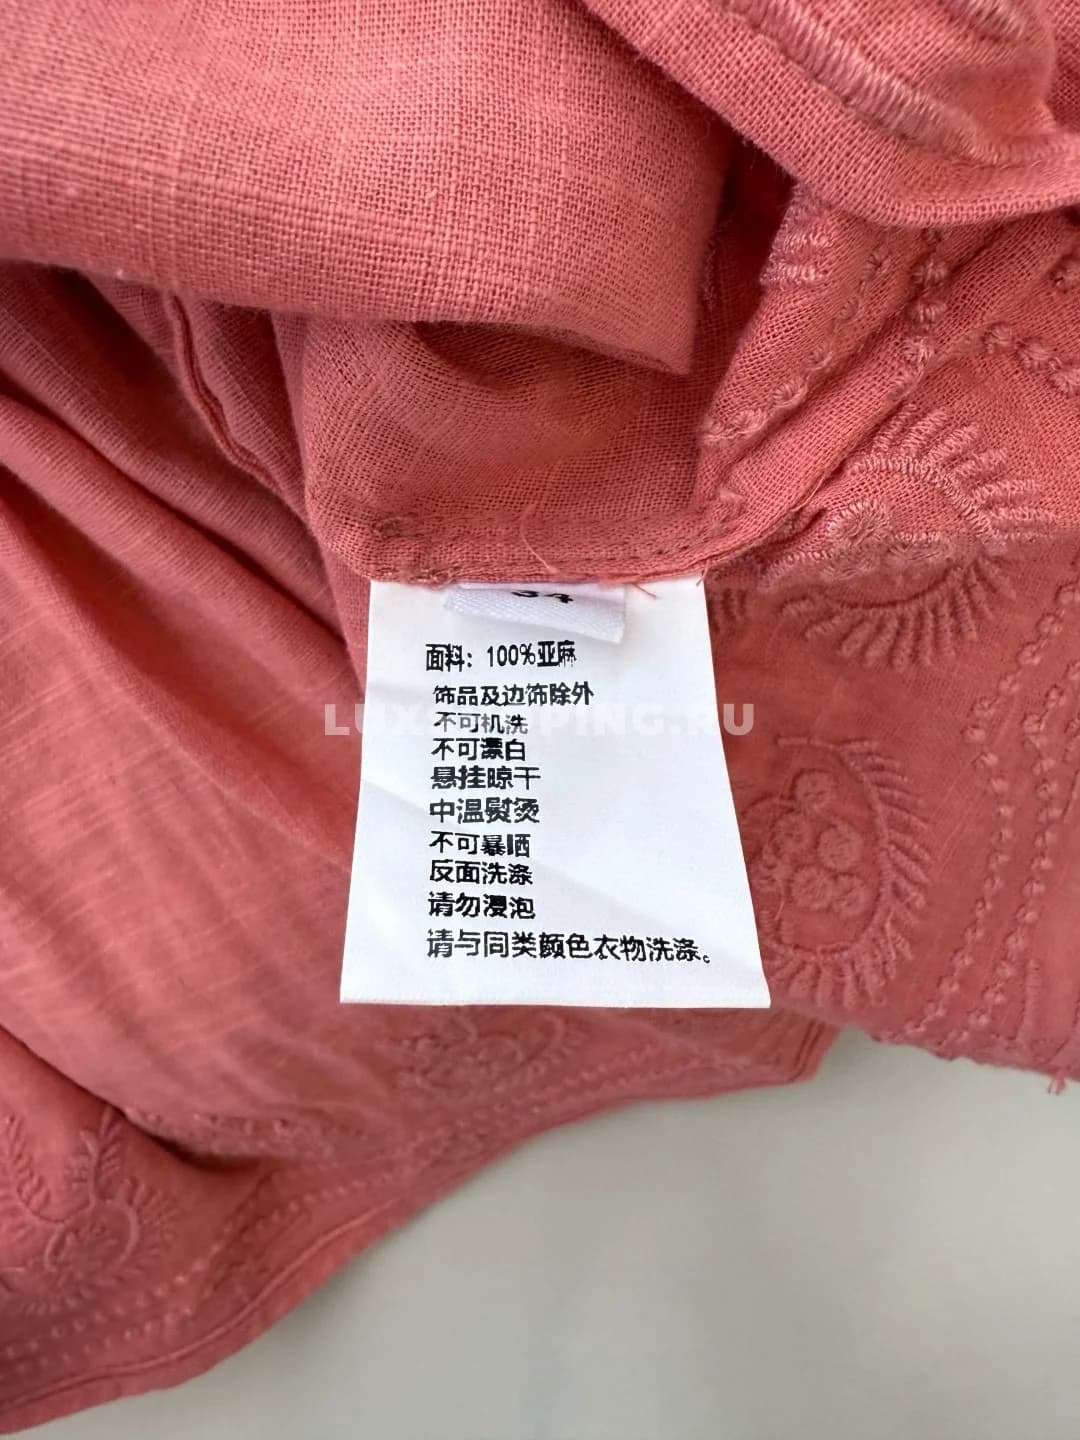 34
面料：100%亚麻
饰品及边饰除外
不可机洗
不可漂白
悬挂晾干
中温熨烫
不可暴晒
反面洗涤
请勿浸泡
请与同类颜色衣物洗涤。